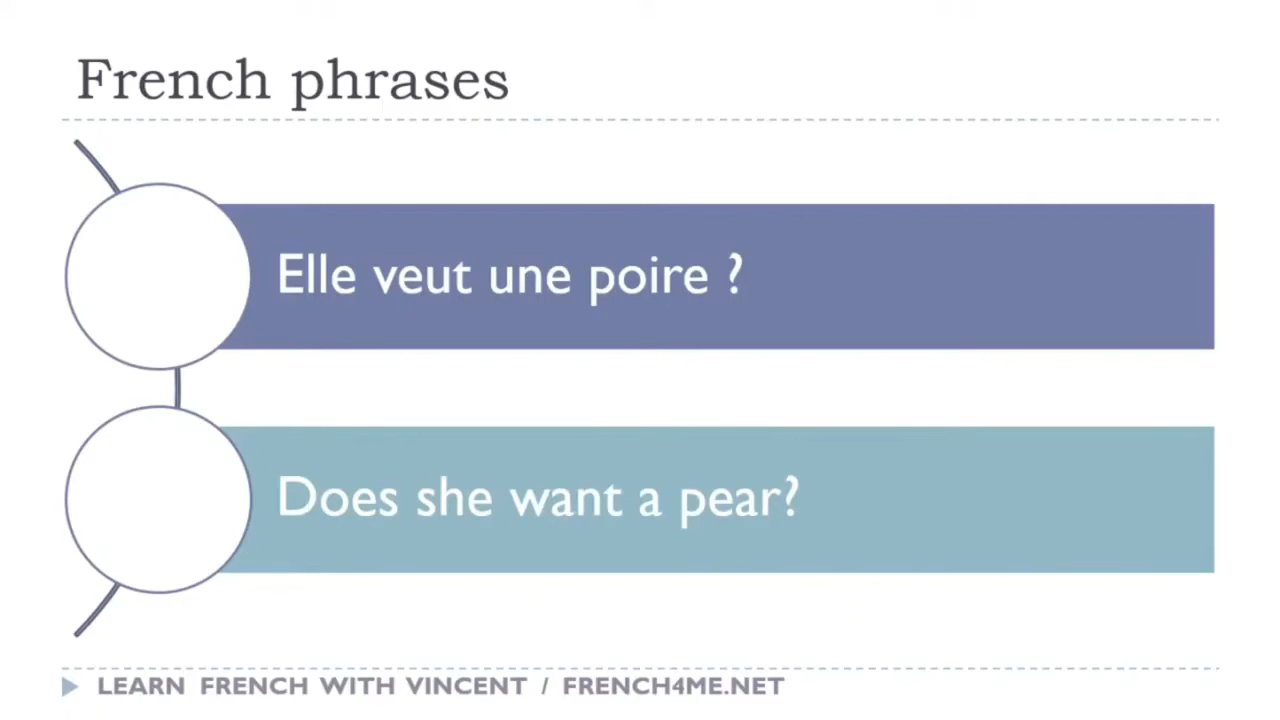 French phrases
Elle veut une poire ?
Does she want a pear?
LEARN FRENCH WITH VINCENT / FRENCH4ME.NET